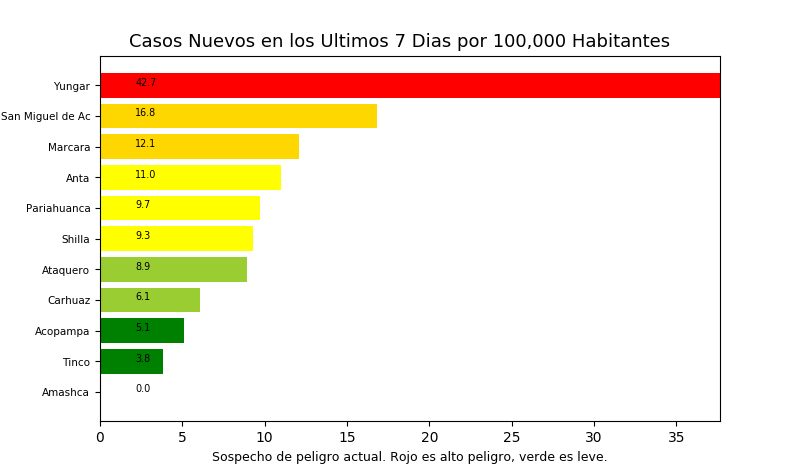 Casos Nuevos en los Ultimos 7 Dias por 100,000 Habitantes
Yungar 42.7
San Miguel de Ac 16.8
Marcara 12.1
Anta 11.0
Pariahuanca 9.7
Shilla 9.3
Ataquero 8.9
Carhuaz 6.1
Acopampa 5.1
Tinco 3.8
Amashca 0.0
0 5 10 15 20 25 30 35
Sospecho de peligro actual. Rojo es alto peligro, verde es leve.